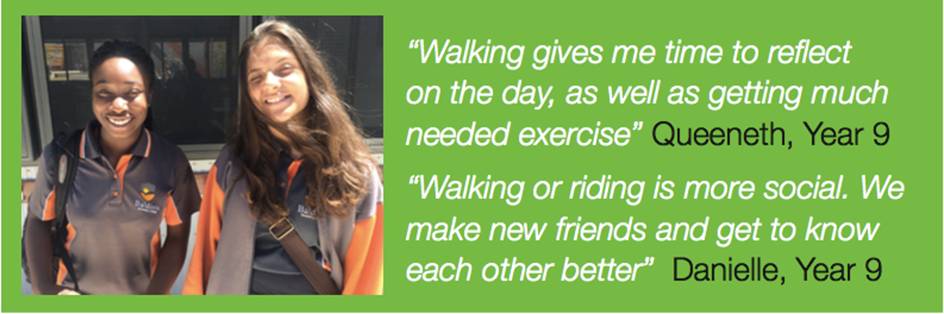 “Walking gives me time to reflect
on the day, as well as getting much
needed exercise” Queeneth, Year 9
“Walking or riding is more social. We
make new friends and get to know
each other better” Danielle, Year 9